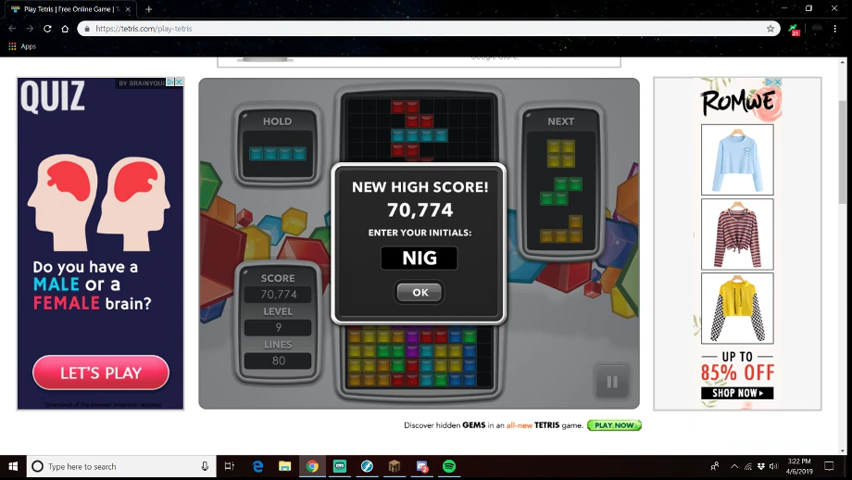 Play Tetris | Free Online Game | T
https://tetris.com/play-tetris
21
Apps
QUIZ
BY BRAINYOU
HOLD
NEXT
ROMWE
NEW HIGH SCORE!
70,774
ENTER YOUR INITIALS:
NIG
OK
Do you have a
MALE or a
FEMALE brain?
LET'S PLAY
SCORE
70,774
LEVEL
9
LINES
80
UP TO
85% OFF
SHOP NOW
Discover hidden GEMS in an all-new TETRIS game. PLAY NOW
Type here to search
3:22 PM
4/6/2019